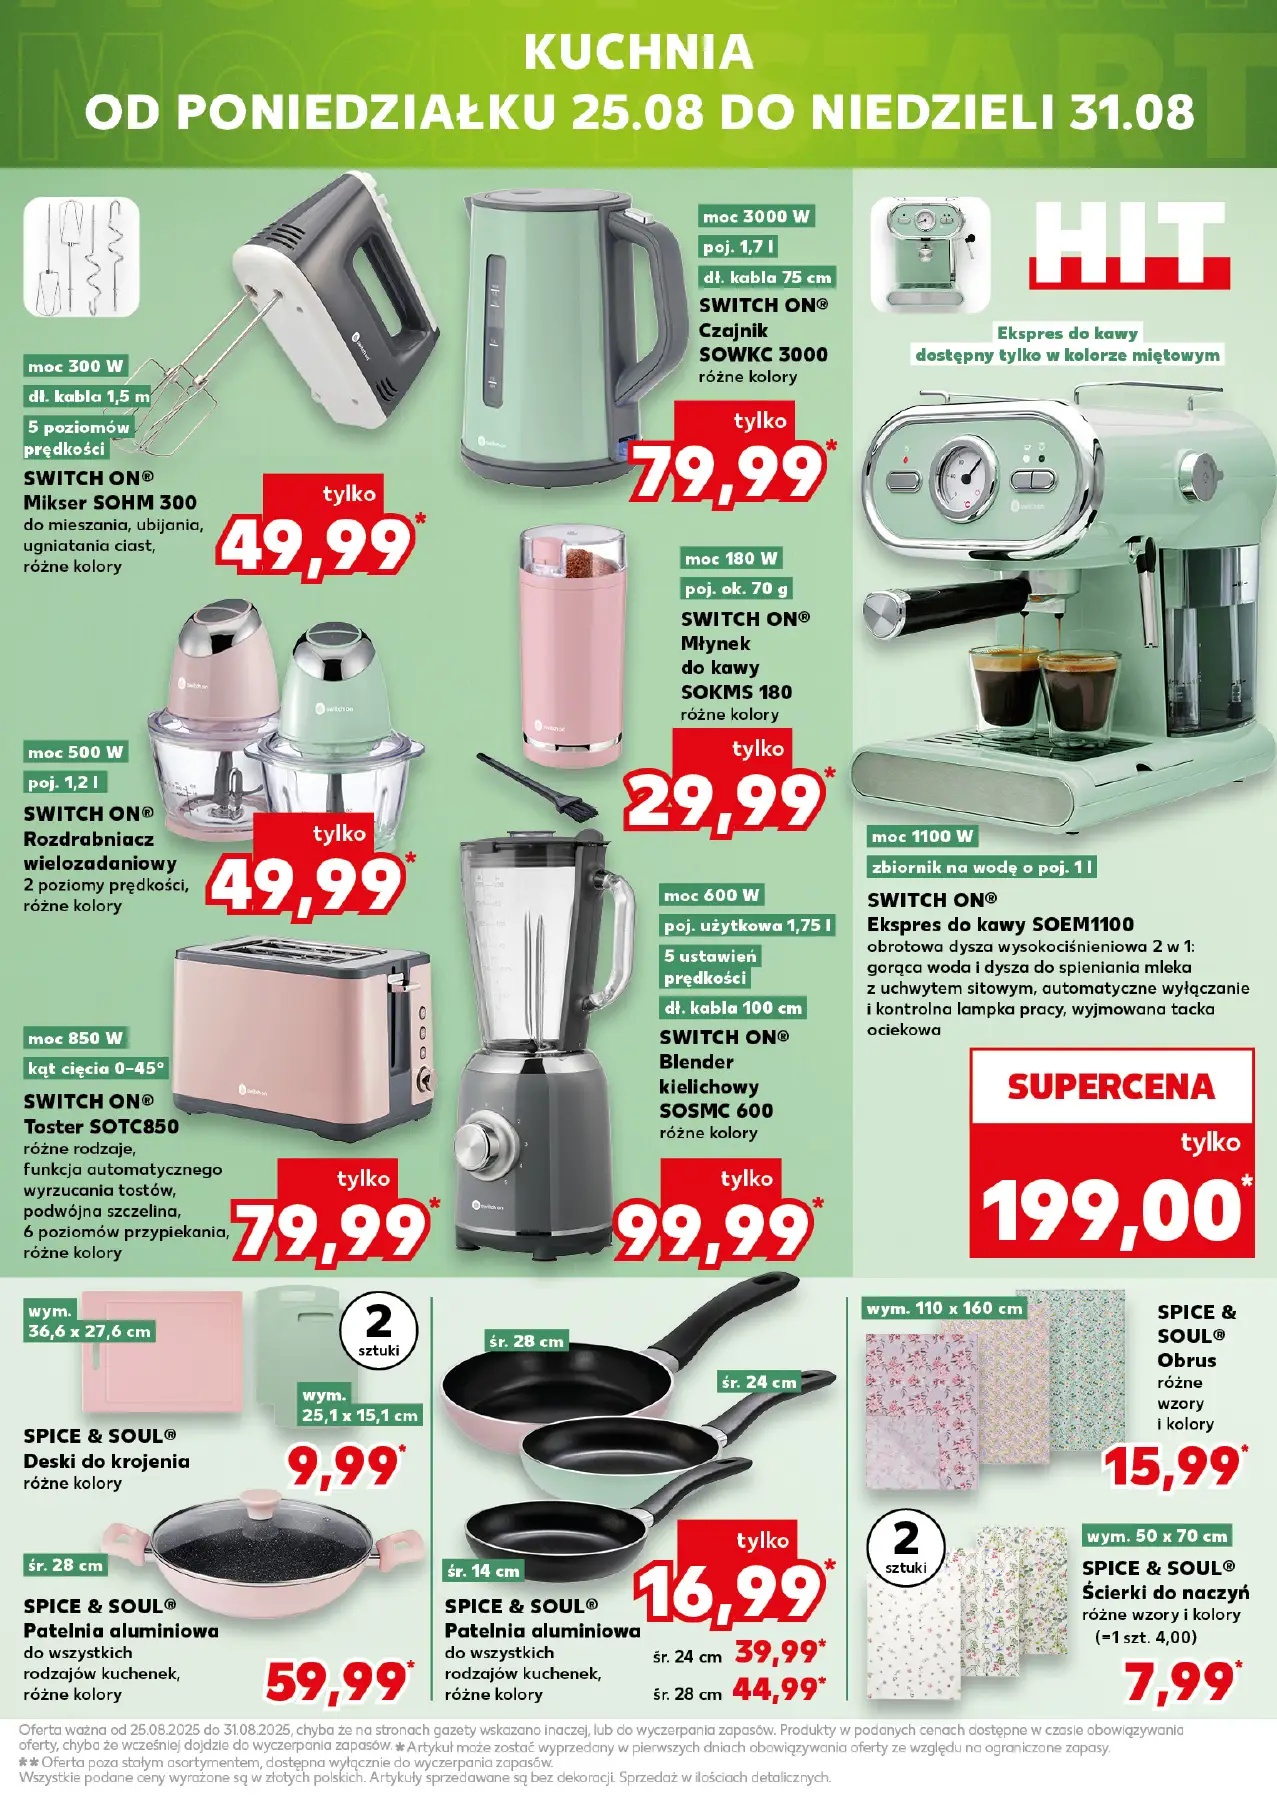 KUCHNIA
OD PONIEDZIAŁKU 25.08 DO NIEDZIELI 31.08
moc 300 W
dł. kabla 1,5 m
5 poziomów
prędkości
SWITCH ON®
Mikser SOHM 300
do mieszania, ubijania,
ugniatania ciast,
różne kolory
tylko
49,99*
moc 3000 W
poj. 1,7 l
dł. kabla 75 cm
SWITCH ON®
Czajnik
SOWKC 3000
różne kolory
tylko
79,99*
HIT
Ekspres do kawy
dostępny tylko w kolorze miętowym
moc 180 W
poj. ok. 70 g
SWITCH ON®
Młynek
do kawy
SOKMS 180
różne kolory
tylko
29,99*
moc 500 W
poj. 1,2 l
SWITCH ON®
Rozdrabniacz
wielozadaniowy
2 poziomy prędkości,
różne kolory
tylko
49,99*
moc 600 W
poj. użytkowa 1,75 l
5 ustawień
prędkości
dł. kabla 100 cm
SWITCH ON®
Blender
kielichowy
SOSMC 600
różne kolory
tylko
99,99*
moc 1100 W
zbiornik na wodę o poj. 1 l
SWITCH ON®
Ekspres do kawy SOEM1100
obrotowa dysza wysokociśnieniowa 2 w 1:
gorąca woda i dysza do spieniania mleka
z uchwytem sitowym, automatyczne wyłączanie
i kontrolna lampka pracy, wyjmowana tacka
ociekowa
SUPERCENA
tylko
199,00*
moc 850 W
kąt cięcia 0–45°
SWITCH ON®
Toster SOTC850
różne rodzaje,
funkcja automatycznego
wyrzucania tostów,
podwójna szczelina,
6 poziomów przypiekania,
różne kolory
tylko
79,99*
wym.
36,6 x 27,6 cm
2
sztuki
wym.
25,1 x 15,1 cm
SPICE & SOUL®
Deski do krojenia
różne kolory
9,99*
śr. 28 cm
SPICE & SOUL®
Patelnia aluminiowa
do wszystkich
rodzajów kuchenek,
różne kolory
59,99*
śr. 28 cm
śr. 24 cm
śr. 14 cm
SPICE & SOUL®
Patelnia aluminiowa
do wszystkich
rodzajów kuchenek,
różne kolory
tylko
16,99*
śr. 24 cm 39,99*
śr. 28 cm 44,99*
wym. 110 x 160 cm
SPICE &
SOUL®
Obrus
różne
wzory
i kolory
15,99*
2
sztuki
wym. 50 x 70 cm
SPICE & SOUL®
Ścierki do naczyń
różne wzory i kolory
(=1 szt. 4,00)
7,99*
Oferta ważna od 25.08.2025 do 31.08.2025, chyba że na stronach gazety wskazano inaczej, lub do wyczerpania zapasów. Produkty w podanych cenach dostępne w czasie obowiązywania
oferty, chyba że wcześniej dojdzie do wyczerpania zapasów. * Artykuł może zostać wyprzedany w pierwszych dniach obowiązywania oferty ze względu na ograniczone zapasy.
** Oferta poza stałym asortymentem, dostępna wyłącznie do wyczerpania zapasów.
Wszystkie podane ceny wyrażone są w złotych polskich. Artykuły sprzedawane są bez dekoracji. Sprzedaż w ilościach detalicznych.